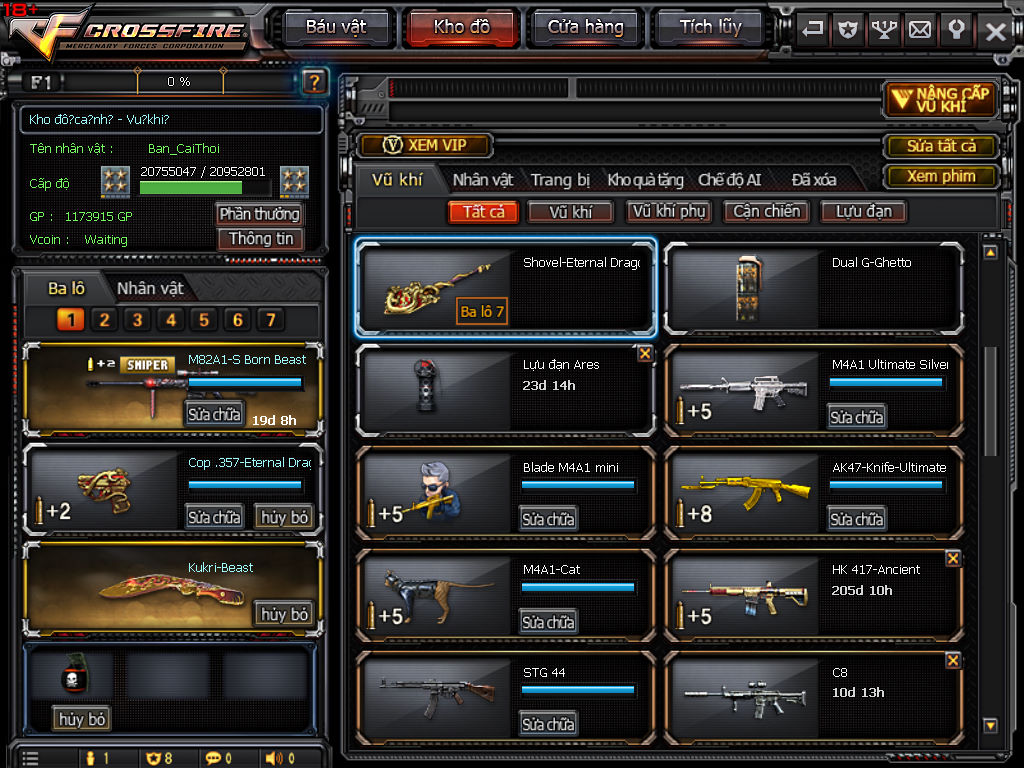 18+
CROSSFIRE
MERCENARY FORCES CORPORATION
Báu vật
Kho đồ
Cửa hàng
Tích lũy
F1
0 %
?
NÂNG CẤP
VŨ KHÍ
Kho đồ?ca?nh? - Vu?khi?
Tên nhân vật :
Ban_CaiThoi
Cấp độ
20755047 / 20952801
GP : 1173915 GP
Phần thưởng
Vcoin : Waiting
Thông tin
XEM VIP
Sửa tất cả
Xem phim
Vũ khí
Nhân vật
Trang bị
Kho quà tặng
Chế độ AI
Đã xóa
Tất cả
Vũ khí
Vũ khí phụ
Cận chiến
Lựu đạn
Ba lô
Nhân vật
1 2 3 4 5 6 7
+2 SNIPER
M82A1-S Born Beast
Sửa chữa
19d 8h
Cop .357-Eternal Drag
+2
Sửa chữa
hủy bỏ
Kukri-Beast
hủy bỏ
hủy bỏ
1
8
0
0
Shovel-Eternal Drago
Ba lô 7
Dual G-Ghetto
Lựu đạn Ares
23d 14h
M4A1 Ultimate Silver
+5
Sửa chữa
Blade M4A1 mini
+5
Sửa chữa
AK47-Knife-Ultimate
+8
Sửa chữa
M4A1-Cat
+5
Sửa chữa
HK 417-Ancient
205d 10h
+5
STG 44
Sửa chữa
C8
10d 13h